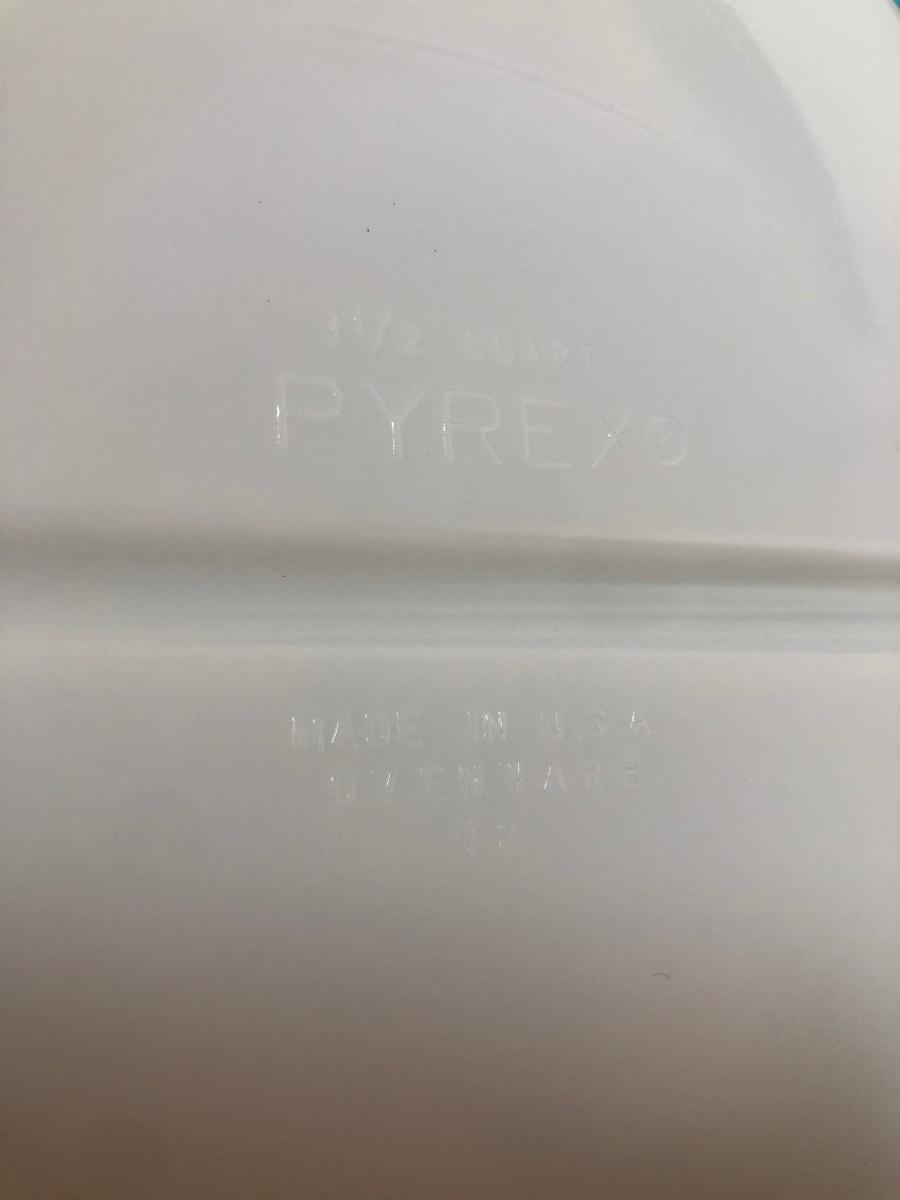 1 1/2 QUART
PYREX®
MADE IN U.S.A.
OVENWARE
12